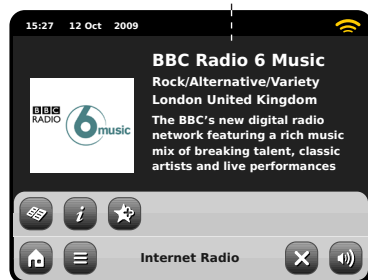 15:27 12 Oct 2009
BBC Radio 6 Music
Rock/Alternative/Variety
London United Kingdom
The BBC's new digital radio
network featuring a rich music
mix of breaking talent, classic
artists and live performances
BBC
RADIO
6
music
i
Internet Radio